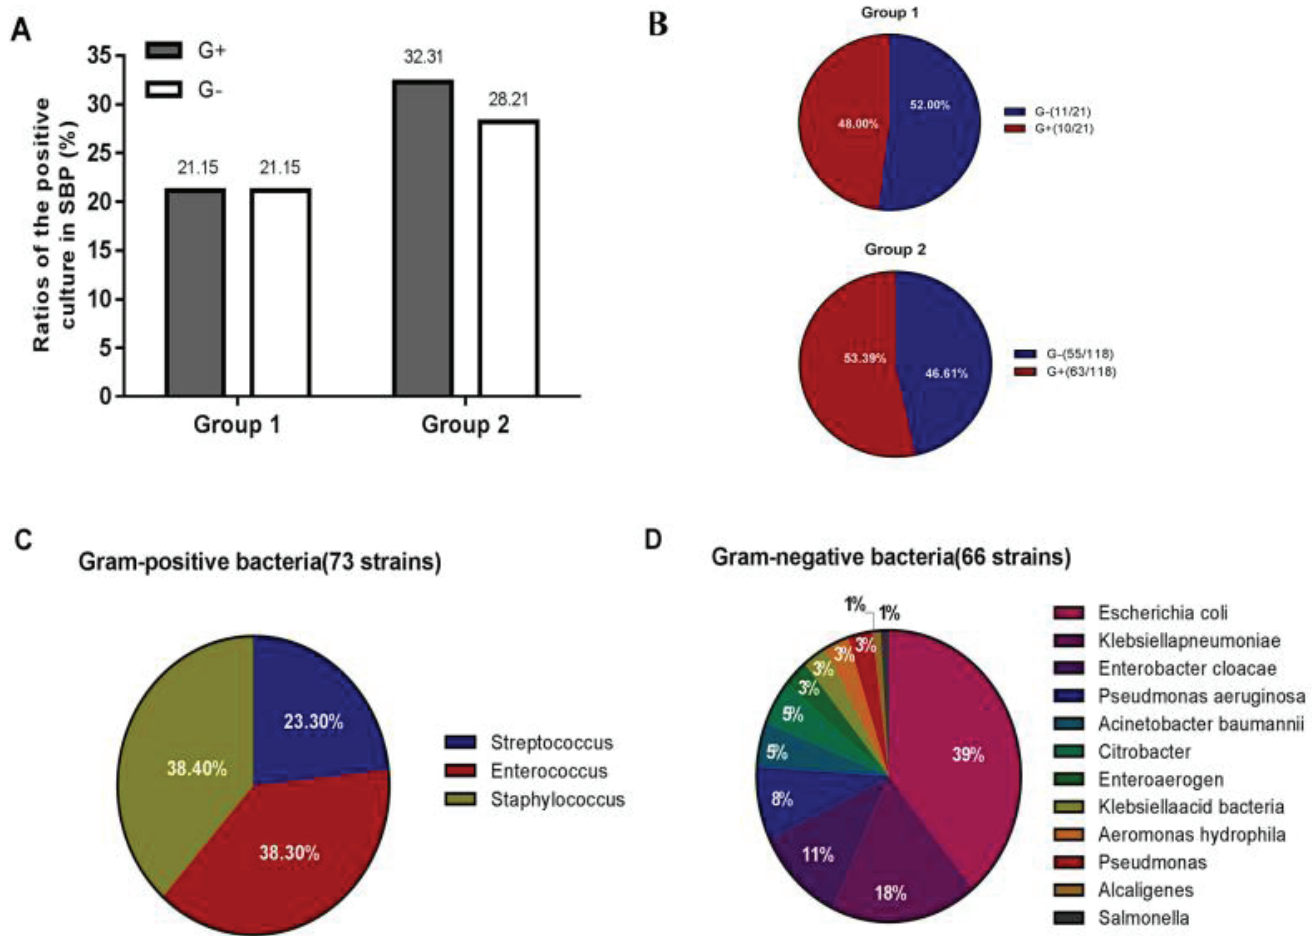 A
G+
G-
Ratios of the positive
culture in SBP (%)
35
30
25
20
15
10
5
0
21.15
21.15
32.31
28.21
Group 1
Group 2
B
Group 1
52.00%
48.00%
G-(11/21)
G+(10/21)
Group 2
53.39%
46.61%
G-(55/118)
G+(63/118)
C
Gram-positive bacteria(73 strains)
23.30%
38.40%
38.30%
Streptococcus
Enterococcus
Staphylococcus
D
Gram-negative bacteria(66 strains)
1%
1%
3%
3%
3%
3%
5%
5%
8%
11%
18%
39%
Escherichia coli
Klebsiellapneumoniae
Enterobacter cloacae
Pseudmonas aeruginosa
Acinetobacter baumannii
Citrobacter
Enteroaerogen
Klebsiellaacid bacteria
Aeromonas hydrophila
Pseudmonas
Alcaligenes
Salmonella